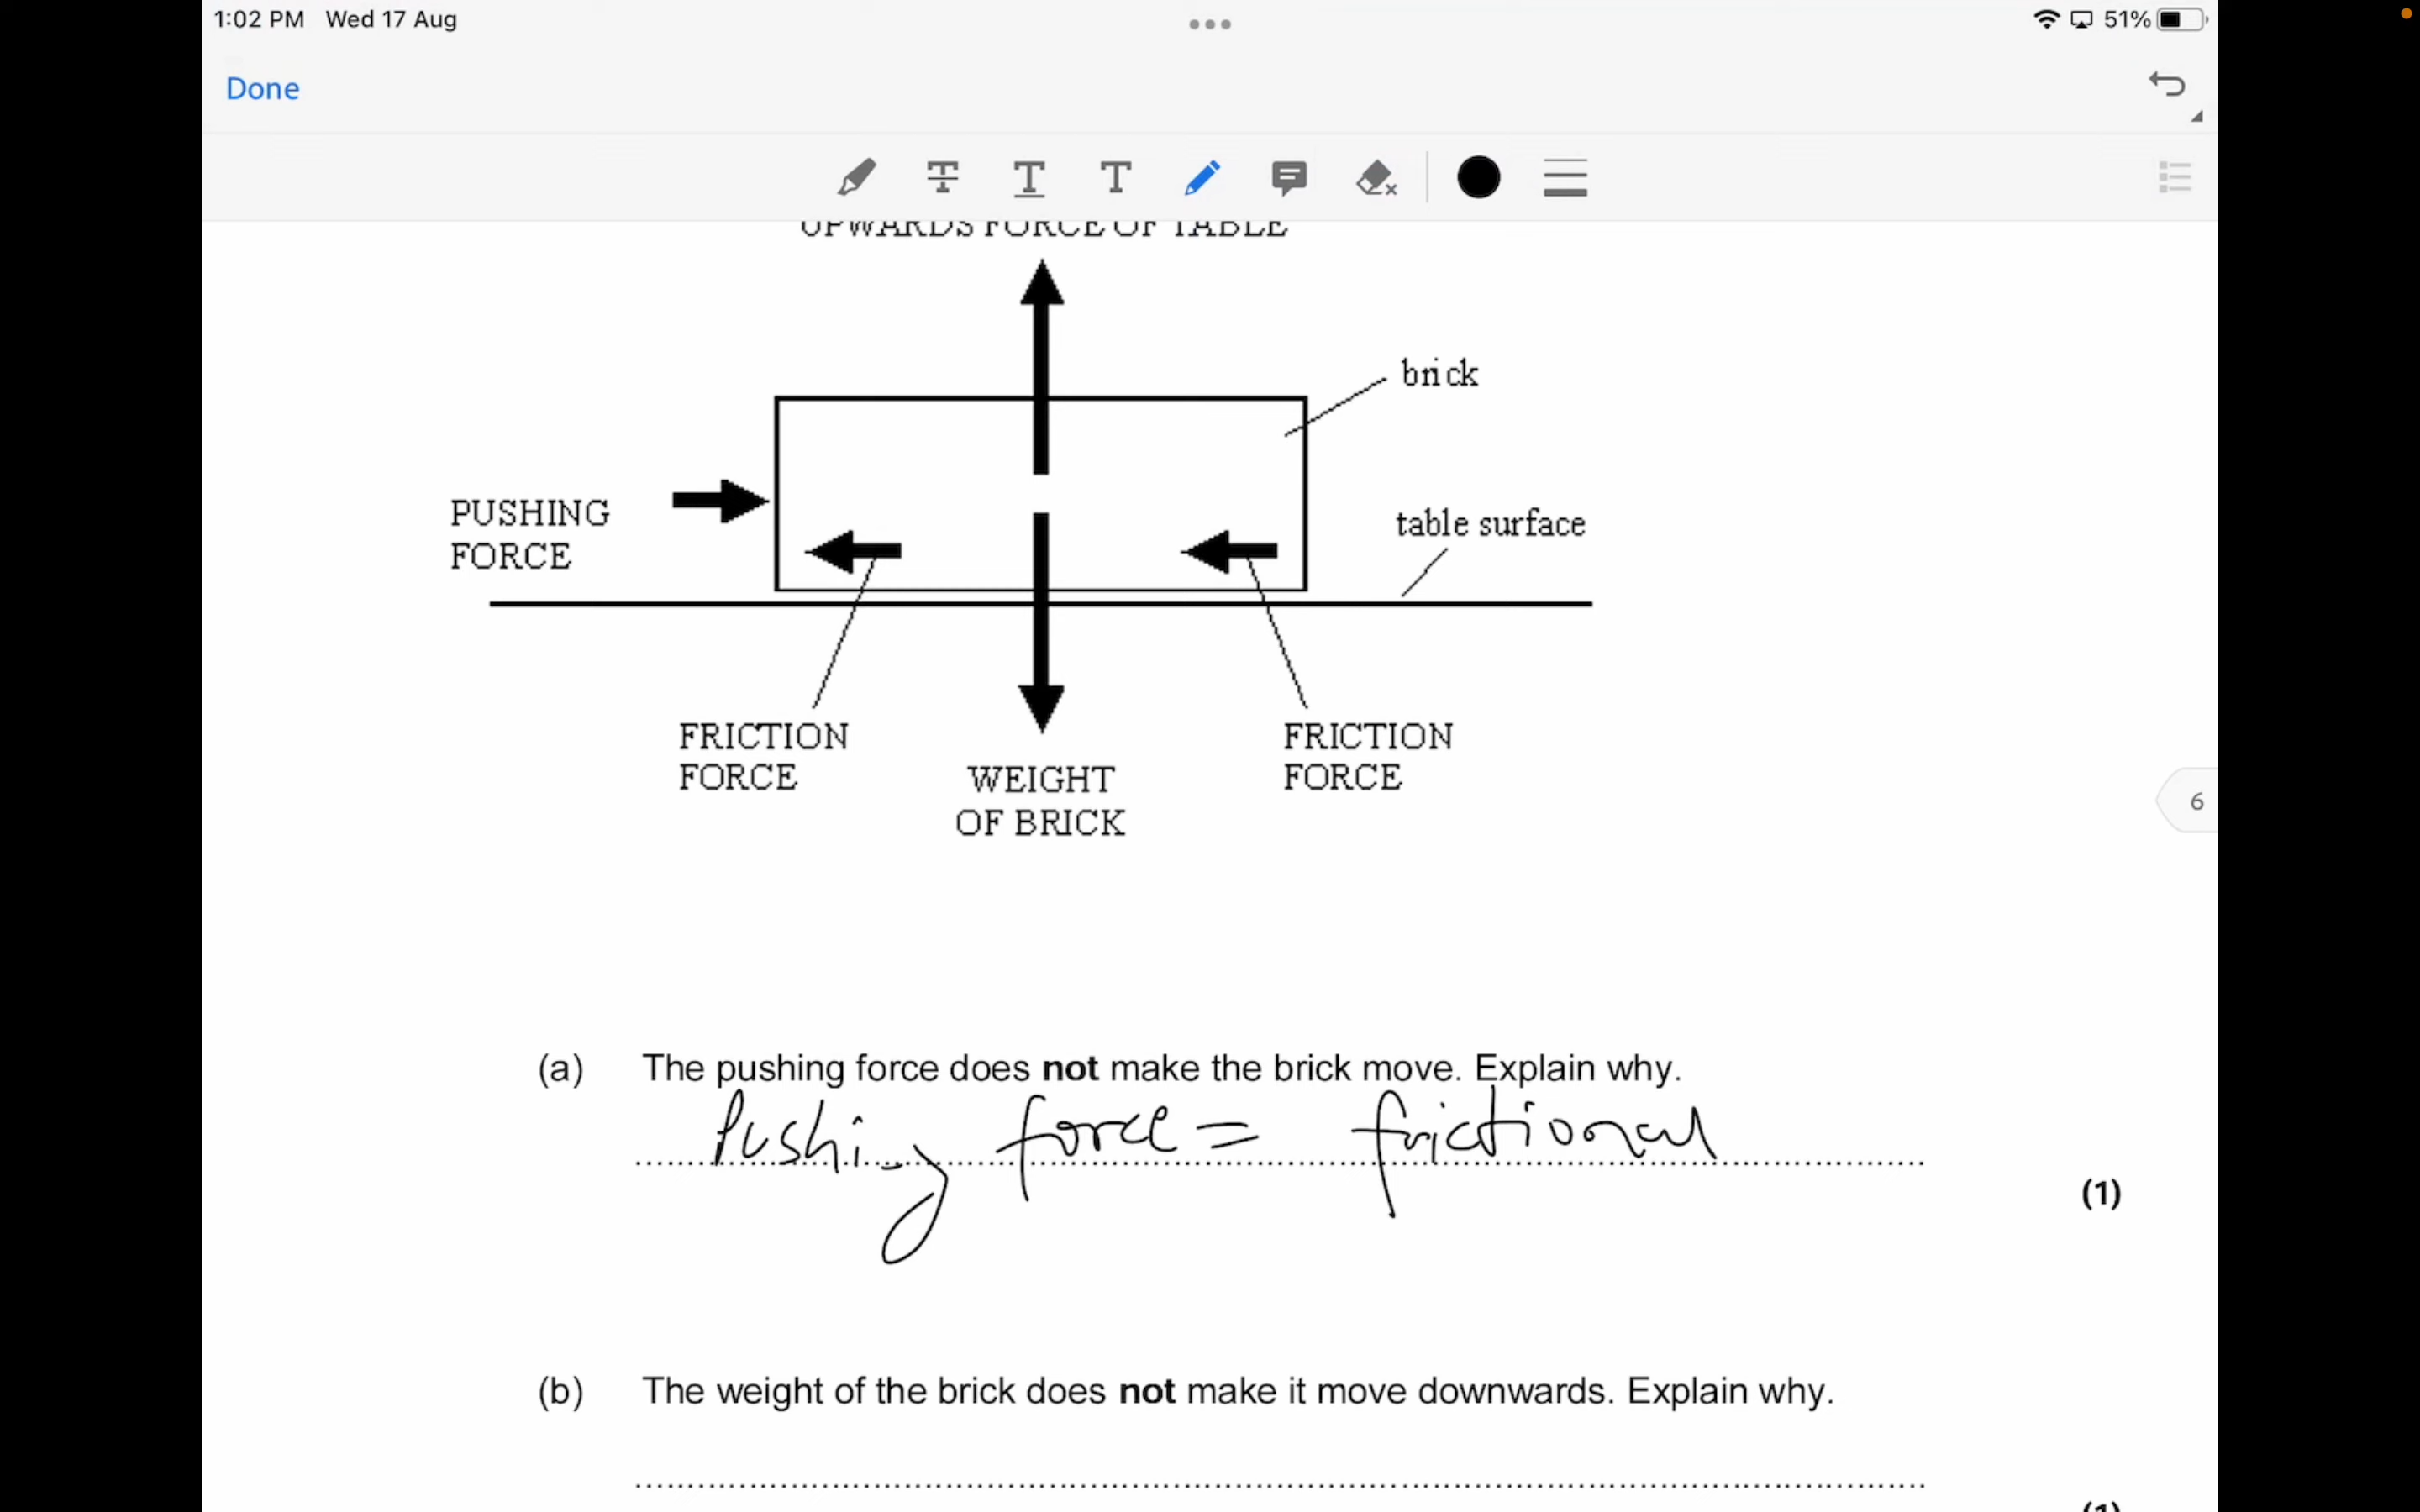 1:02 PM Wed 17 Aug
51%
Done
UPWARDS FORCE OF TABLE
brick
PUSHING
FORCE
table surface
FRICTION
FORCE
WEIGHT
OF BRICK
FRICTION
FORCE
6
(a) The pushing force does not make the brick move. Explain why.
Pushing force = frictional
(1)
(b) The weight of the brick does not make it move downwards. Explain why.
(1)